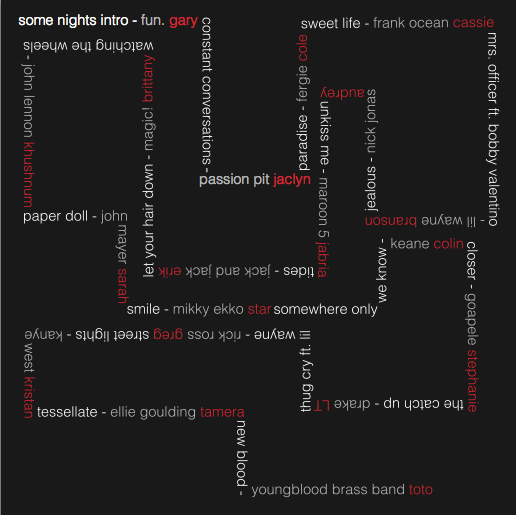 some nights intro - fun. gary
constant conversations -
passion pit jaclyn
paradise - fergie cole
sweet life - frank ocean cassie
mrs. officer ft. bobby valentino
- lil wayne branson
jealous - nick jonas
audrey
unkiss me - maroon 5 jabria
tides - jack and jack erik
let your hair down - magic! brittany
watching the wheels
- john lennon khushnum
paper doll - john
mayer sarah
smile - mikky ekko star
somewhere only
we know -
keane colin
closer - goapele stephanie
the catch up - drake LT
thug cry ft. lil
wayne - rick ross greg
street lights - kanye
west kristan
tessellate - ellie goulding tamera
new blood -
youngblood brass band toto